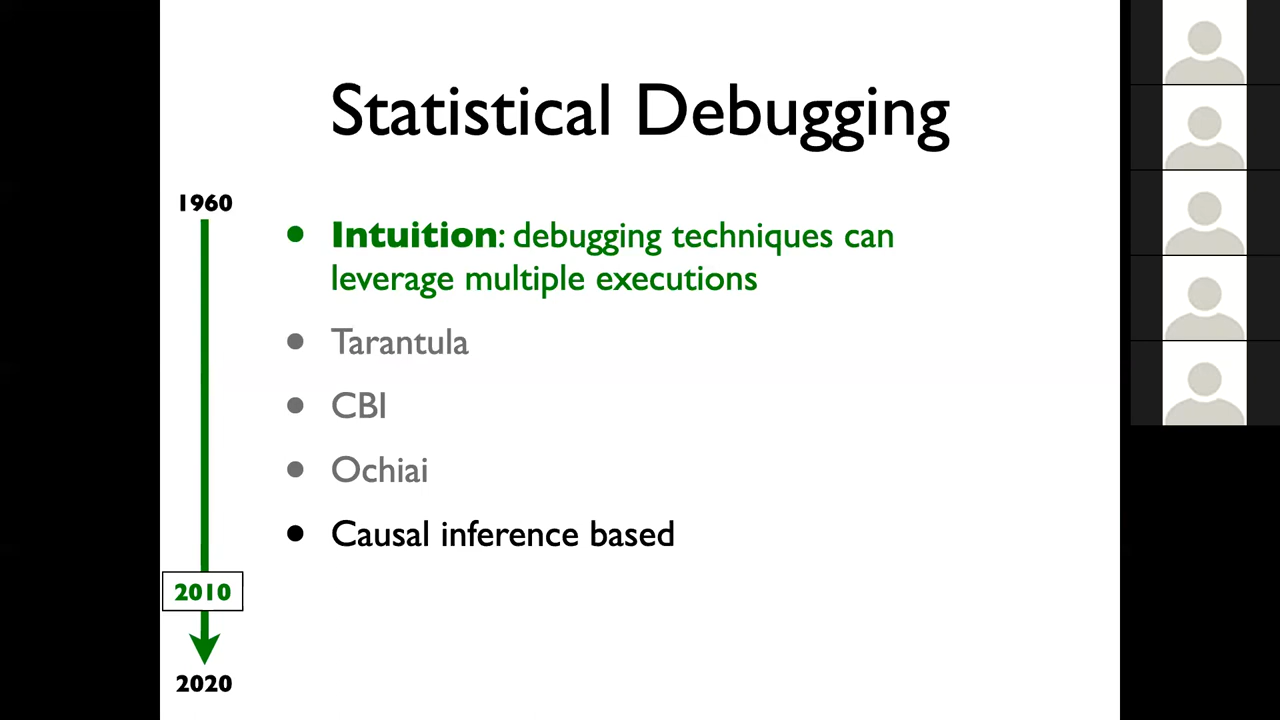 Statistical Debugging
1960
• Intuition: debugging techniques can
leverage multiple executions
• Tarantula
• CBI
• Ochiai
• Causal inference based
2010
2020